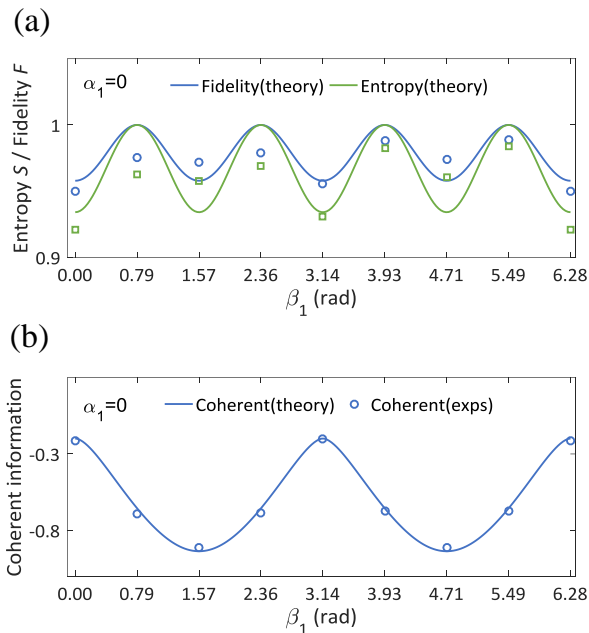 (a)
Entropy S / Fidelity F
α₁=0
Fidelity(theory)
Entropy(theory)
1
0.9
0.00 0.79 1.57 2.36 3.14 3.93 4.71 5.49 6.28
β₁ (rad)
(b)
Coherent information
α₁=0
Coherent(theory)
Coherent(exps)
-0.3
-0.8
0.00 0.79 1.57 2.36 3.14 3.93 4.71 5.49 6.28
β₁ (rad)